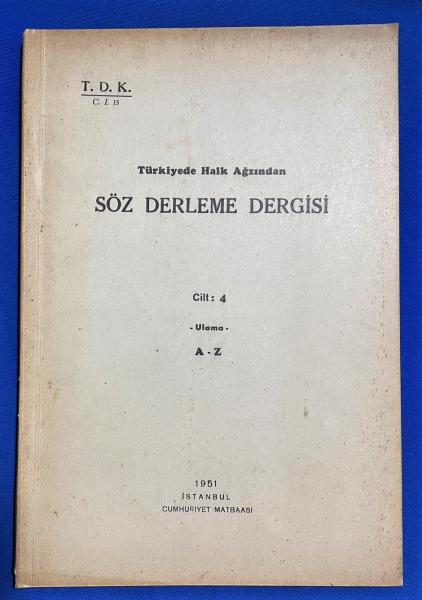 T. D. K.
C. I. 15
Türkiyede Halk Ağzından
SÖZ DERLEME DERGİSİ
Cilt: 4
- Ulama -
A - Z
1951
İSTANBUL
CUMHURİYET MATBAASI